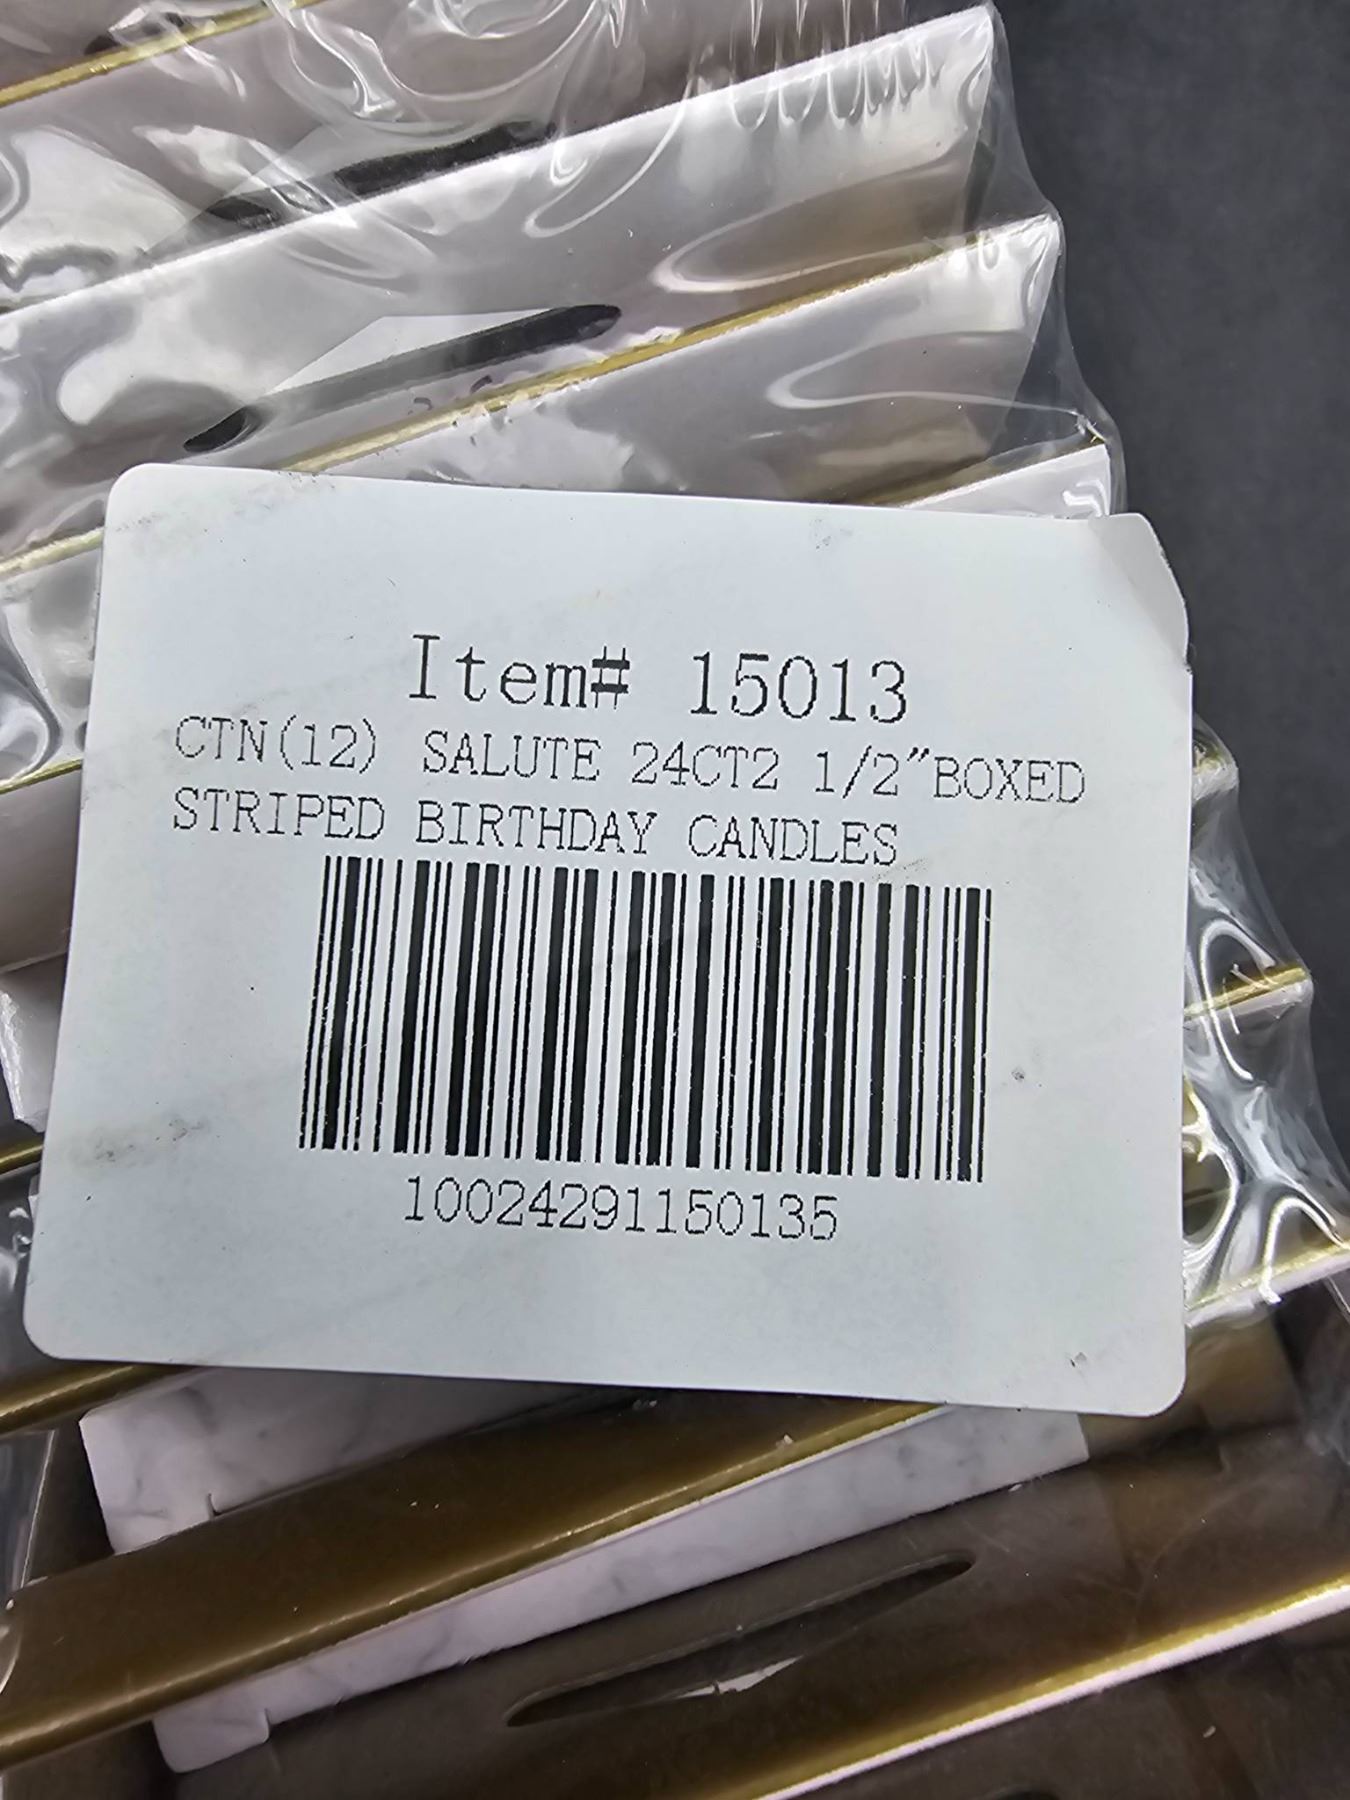 Item# 15013
CTN(12) SALUTE 24CT2 1/2″BOXED
STRIPED BIRTHDAY CANDLES
10024291150135